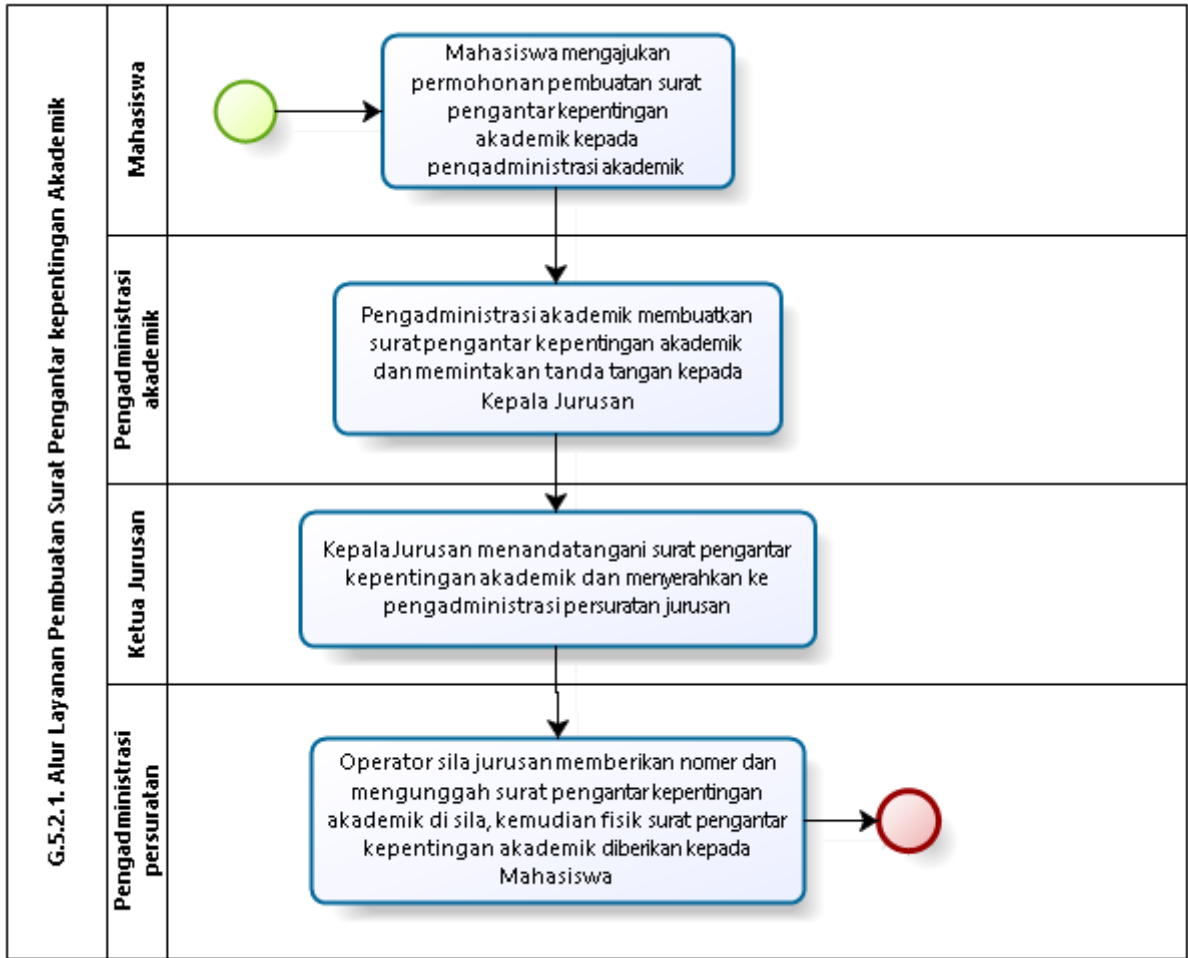 G.5.2.1. Alur Layanan Pembuatan Surat Pengantar kepentingan Akademik
Mahasiswa
Mahasiswa mengajukan
permohonan pembuatan surat
pengantar kepentingan
akademik kepada
pengadministrasi akademik
Pengadministrasi
akademik
Pengadministrasi akademik membuatkan
surat pengantar kepentingan akademik
dan memintakan tanda tangan kepada
Kepala Jurusan
Ketua Jurusan
Kepala Jurusan menandatangani surat pengantar
kepentingan akademik dan menyerahkan ke
pengadministrasi persuratan jurusan
Pengadministrasi
persuratan
Operator sila jurusan memberikan nomer dan
mengunggah surat pengantar kepentingan
akademik di sila, kemudian fisik surat pengantar
kepentingan akademik diberikan kepada
Mahasiswa